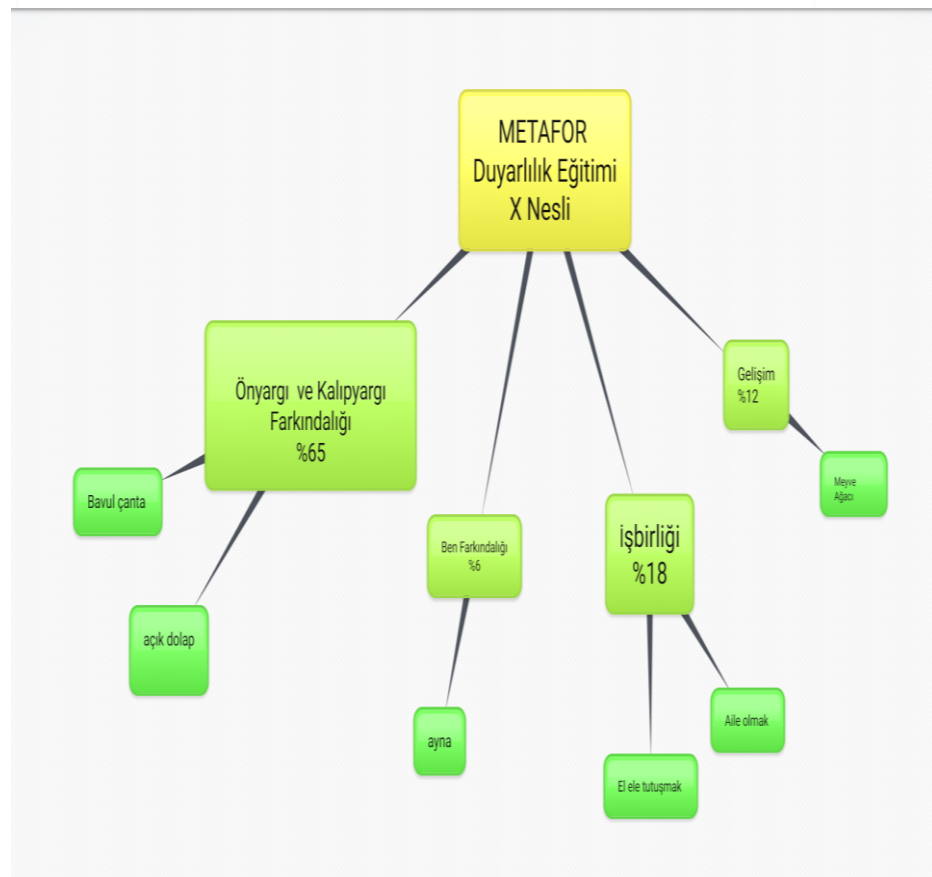 METAFOR
Duyarlılık Eğitimi
X Nesli
Önyargı ve Kalıpyargı
Farkındalığı
%65
Gelişim
%12
Bavul çanta
Meyve
Ağacı
Ben Farkındalığı
%6
İşbirliği
%18
açık dolap
ayna
Aile olmak
El ele tutuşmak